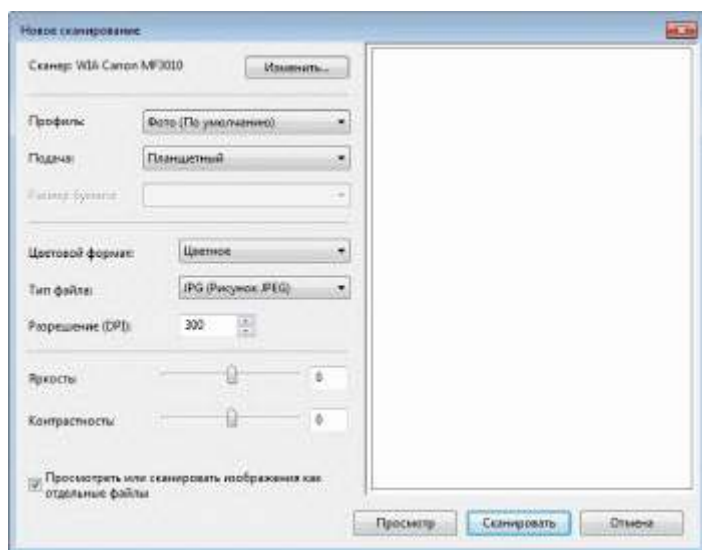 Новое сканирование
Сканер: WIA Canon MF3010
Изменить...
Профиль:
Фото (По умолчанию)
Подача:
Планшетный
Размер бумаги:
Цветовой формат:
Цветное
Тип файла:
JPG (Рисунок JPEG)
Разрешение (DPI):
300
Яркость:
0
Контрастность:
0
Просмотреть или сканировать изображения как
отдельные файлы
Просмотр
Сканировать
Отмена